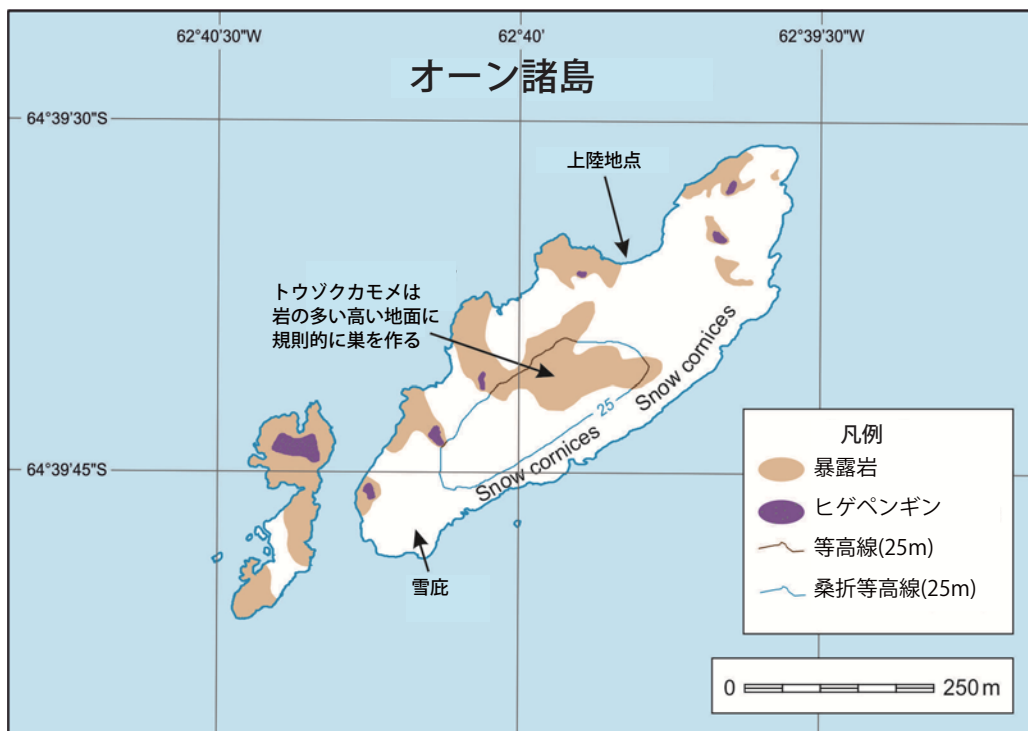 62°40'30"W
62°40'
62°39'30"W
オーン諸島
64°39'30"S
上陸地点
トウゾクカモメは
岩の多い高い地面に
規則的に巣を作る
Snow cornices
25
Snow cornices
64°39'45"S
雪庇
凡例
暴露岩
ヒゲペンギン
等高線(25m)
桑折等高線(25m)
0 250 m